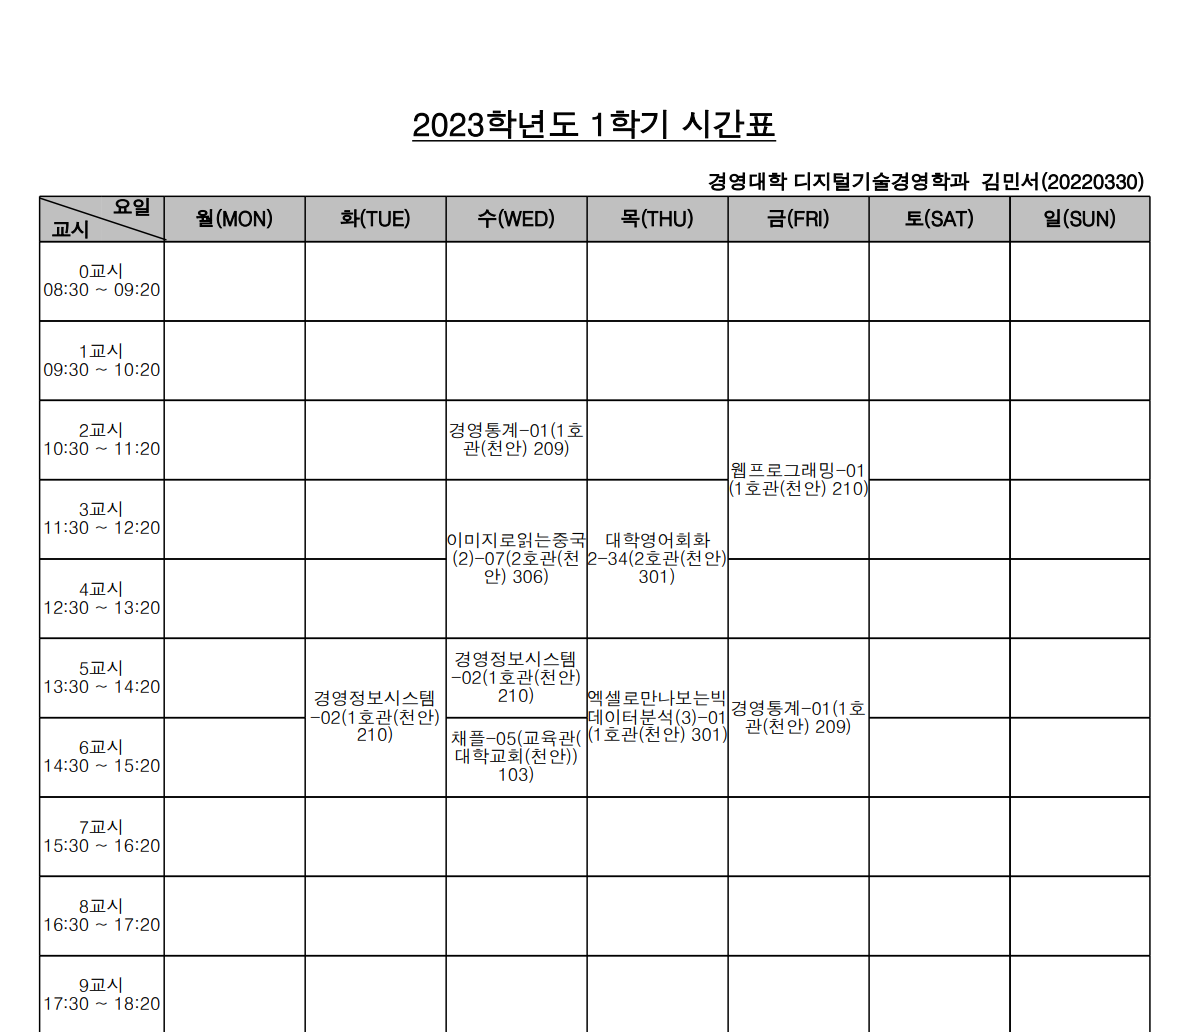 2023학년도 1학기 시간표
경영대학 디지털기술경영학과 김민서(20220330)
요일
교시
월(MON)
화(TUE)
수(WED)
목(THU)
금(FRI)
토(SAT)
일(SUN)
0교시
08:30 ~ 09:20
1교시
09:30 ~ 10:20
2교시
10:30 ~ 11:20
경영통계-01(1호
관(천안) 209)
웹프로그래밍-01
(1호관(천안) 210)
3교시
11:30 ~ 12:20
이미지로읽는중국
(2)-07(2호관(천
안) 306)
대학영어회화
2-34(2호관(천안)
301)
4교시
12:30 ~ 13:20
5교시
13:30 ~ 14:20
경영정보시스템
-02(1호관(천안)
210)
경영정보시스템
-02(1호관(천안)
210)
엑셀로만나보는빅
데이터분석(3)-01
(1호관(천안) 301)
경영통계-01(1호
관(천안) 209)
6교시
14:30 ~ 15:20
채플-05(교육관(
대학교회(천안))
103)
7교시
15:30 ~ 16:20
8교시
16:30 ~ 17:20
9교시
17:30 ~ 18:20